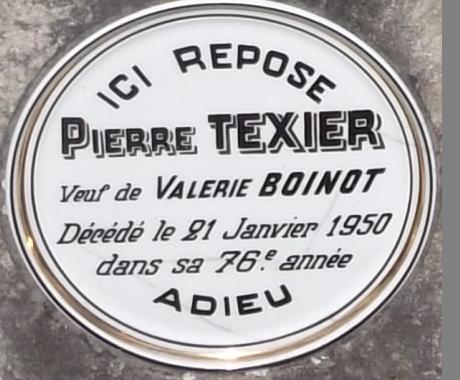 ICI REPOSE
PIERRE TEXIER
Veuf de VALERIE BOINOT
Décédé le 21 Janvier 1950
dans sa 76.e année
ADIEU